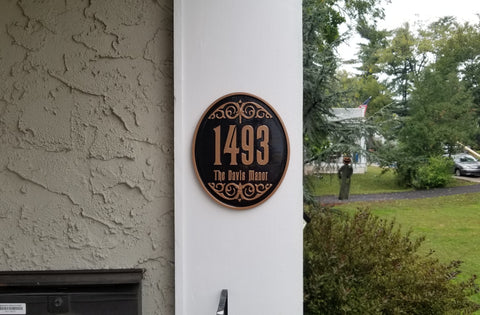 1493
The Davis Manor